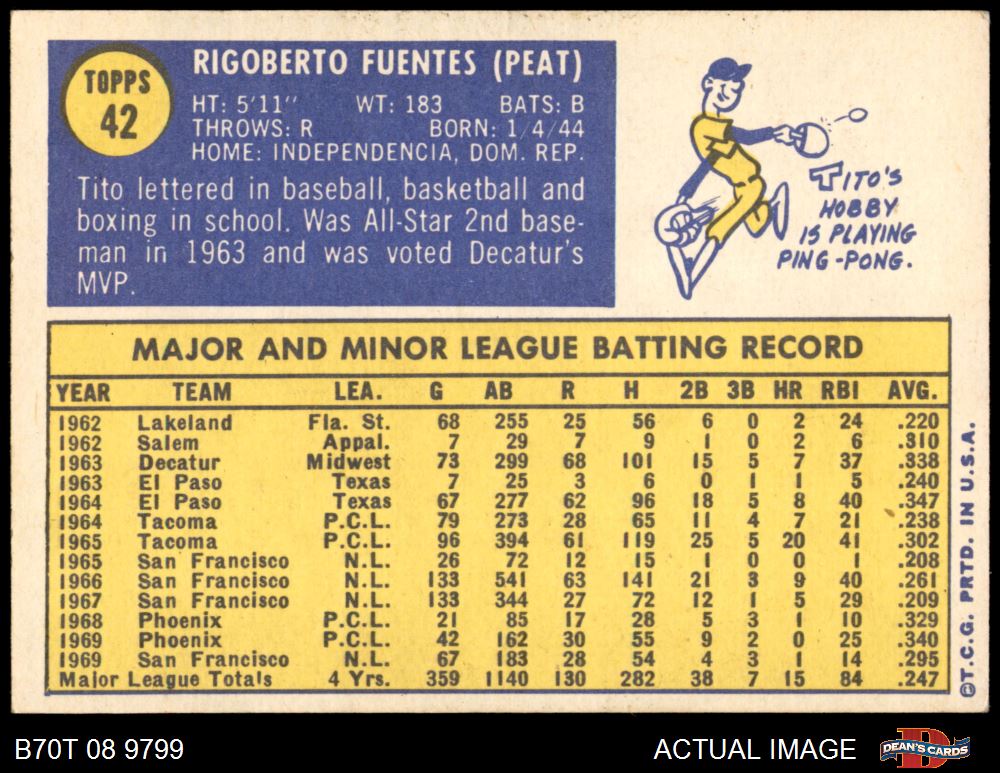 TOPPS
42
RIGOBERTO FUENTES (PEAT)
HT: 5'11" WT: 183 BATS: B
THROWS: R BORN: 1/4/44
HOME: INDEPENDENCIA, DOM. REP.
Tito lettered in baseball, basketball and
boxing in school. Was All-Star 2nd base-
man in 1963 and was voted Decatur's
MVP.
TITO'S
HOBBY
IS PLAYING
PING-PONG.
MAJOR AND MINOR LEAGUE BATTING RECORD
YEAR TEAM LEA. G AB R H 2B 3B HR RBI AVG.
1962 Lakeland Fla. St. 68 255 25 56 6 0 2 24 .220
1962 Salem Appal. 7 29 7 9 1 0 2 6 .310
1963 Decatur Midwest 73 299 68 101 15 5 7 37 .338
1963 El Paso Texas 7 25 3 6 0 1 1 5 .240
1964 El Paso Texas 67 277 62 96 18 5 8 40 .347
1964 Tacoma P.C.L. 79 273 28 65 11 4 7 21 .238
1965 Tacoma P.C.L. 96 394 61 119 25 5 20 41 .302
1965 San Francisco N.L. 26 72 12 15 1 0 0 1 .208
1966 San Francisco N.L. 133 541 63 141 21 3 9 40 .261
1967 San Francisco N.L. 133 344 27 72 12 1 5 29 .209
1968 Phoenix P.C.L. 21 85 17 28 5 3 1 10 .329
1969 Phoenix P.C.L. 42 162 30 55 9 2 0 25 .340
1969 San Francisco N.L. 67 183 28 54 4 3 1 14 .295
Major League Totals 4 Yrs. 359 1140 130 282 38 7 15 84 .247
©T.C.G. PRTD. IN U.S.A.
B70T 08 9799
ACTUAL IMAGE
D
DEAN'S CARDS